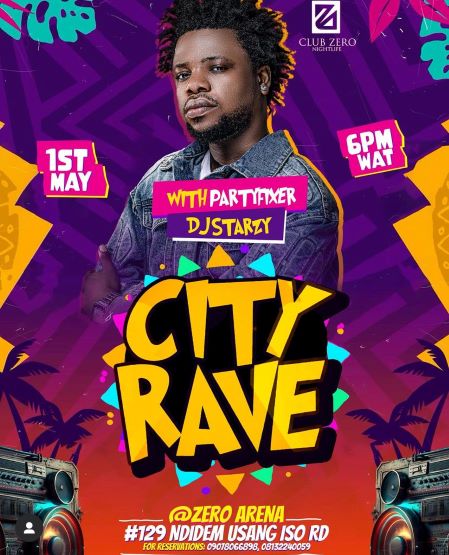 CLUB ZERO
NIGHTLIFE
1ST
MAY
6PM
WAT
WITH PARTYFIXER
DJSTARZY
CITY
RAVE
@ZERO ARENA
#129 NDIDEM USANG ISO RD
FOR RESERVATIONS: 09078066898, 08132240059